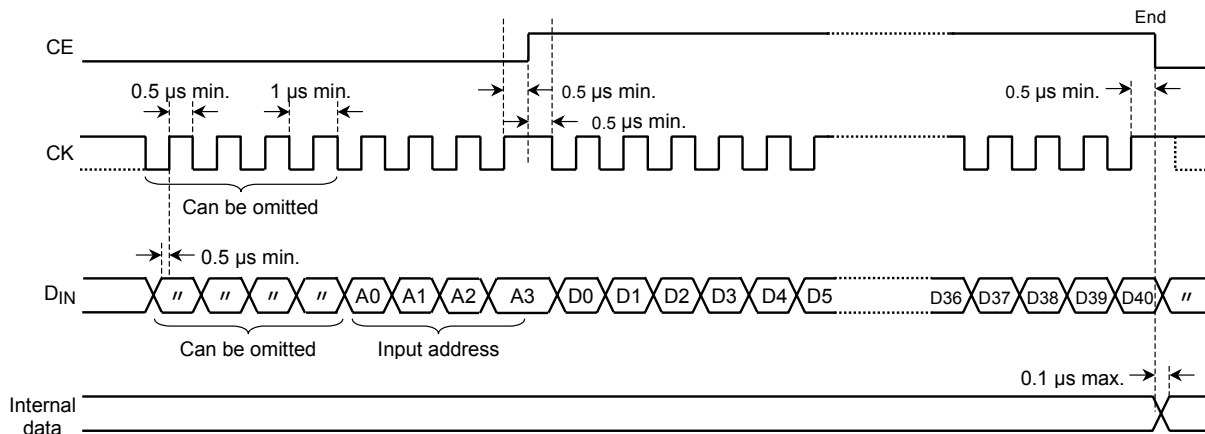 End
CE
0.5 µs min.
1 µs min.
0.5 µs min.
0.5 µs min.
0.5 µs min.
CK
Can be omitted
0.5 µs min.
DIN
〃 〃 〃 〃 A0 A1 A2 A3 D0 D1 D2 D3 D4 D5 D36 D37 D38 D39 D40 〃
Can be omitted
Input address
0.1 µs max.
Internal
data